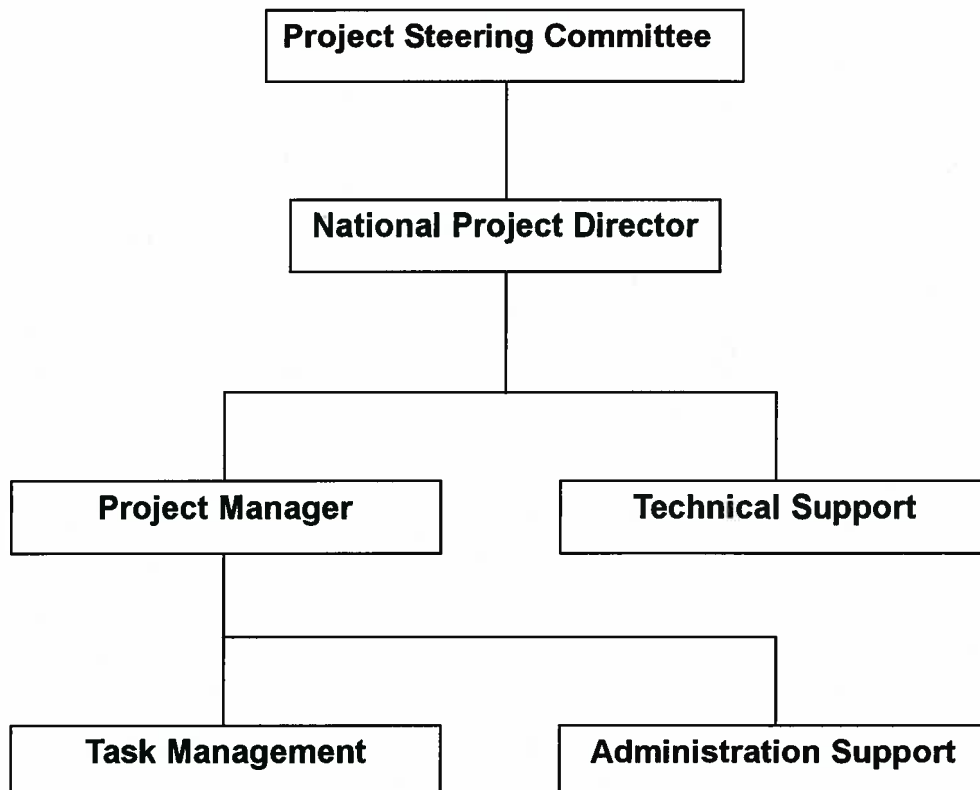 Project Steering Committee
National Project Director
Project Manager
Technical Support
Task Management
Administration Support